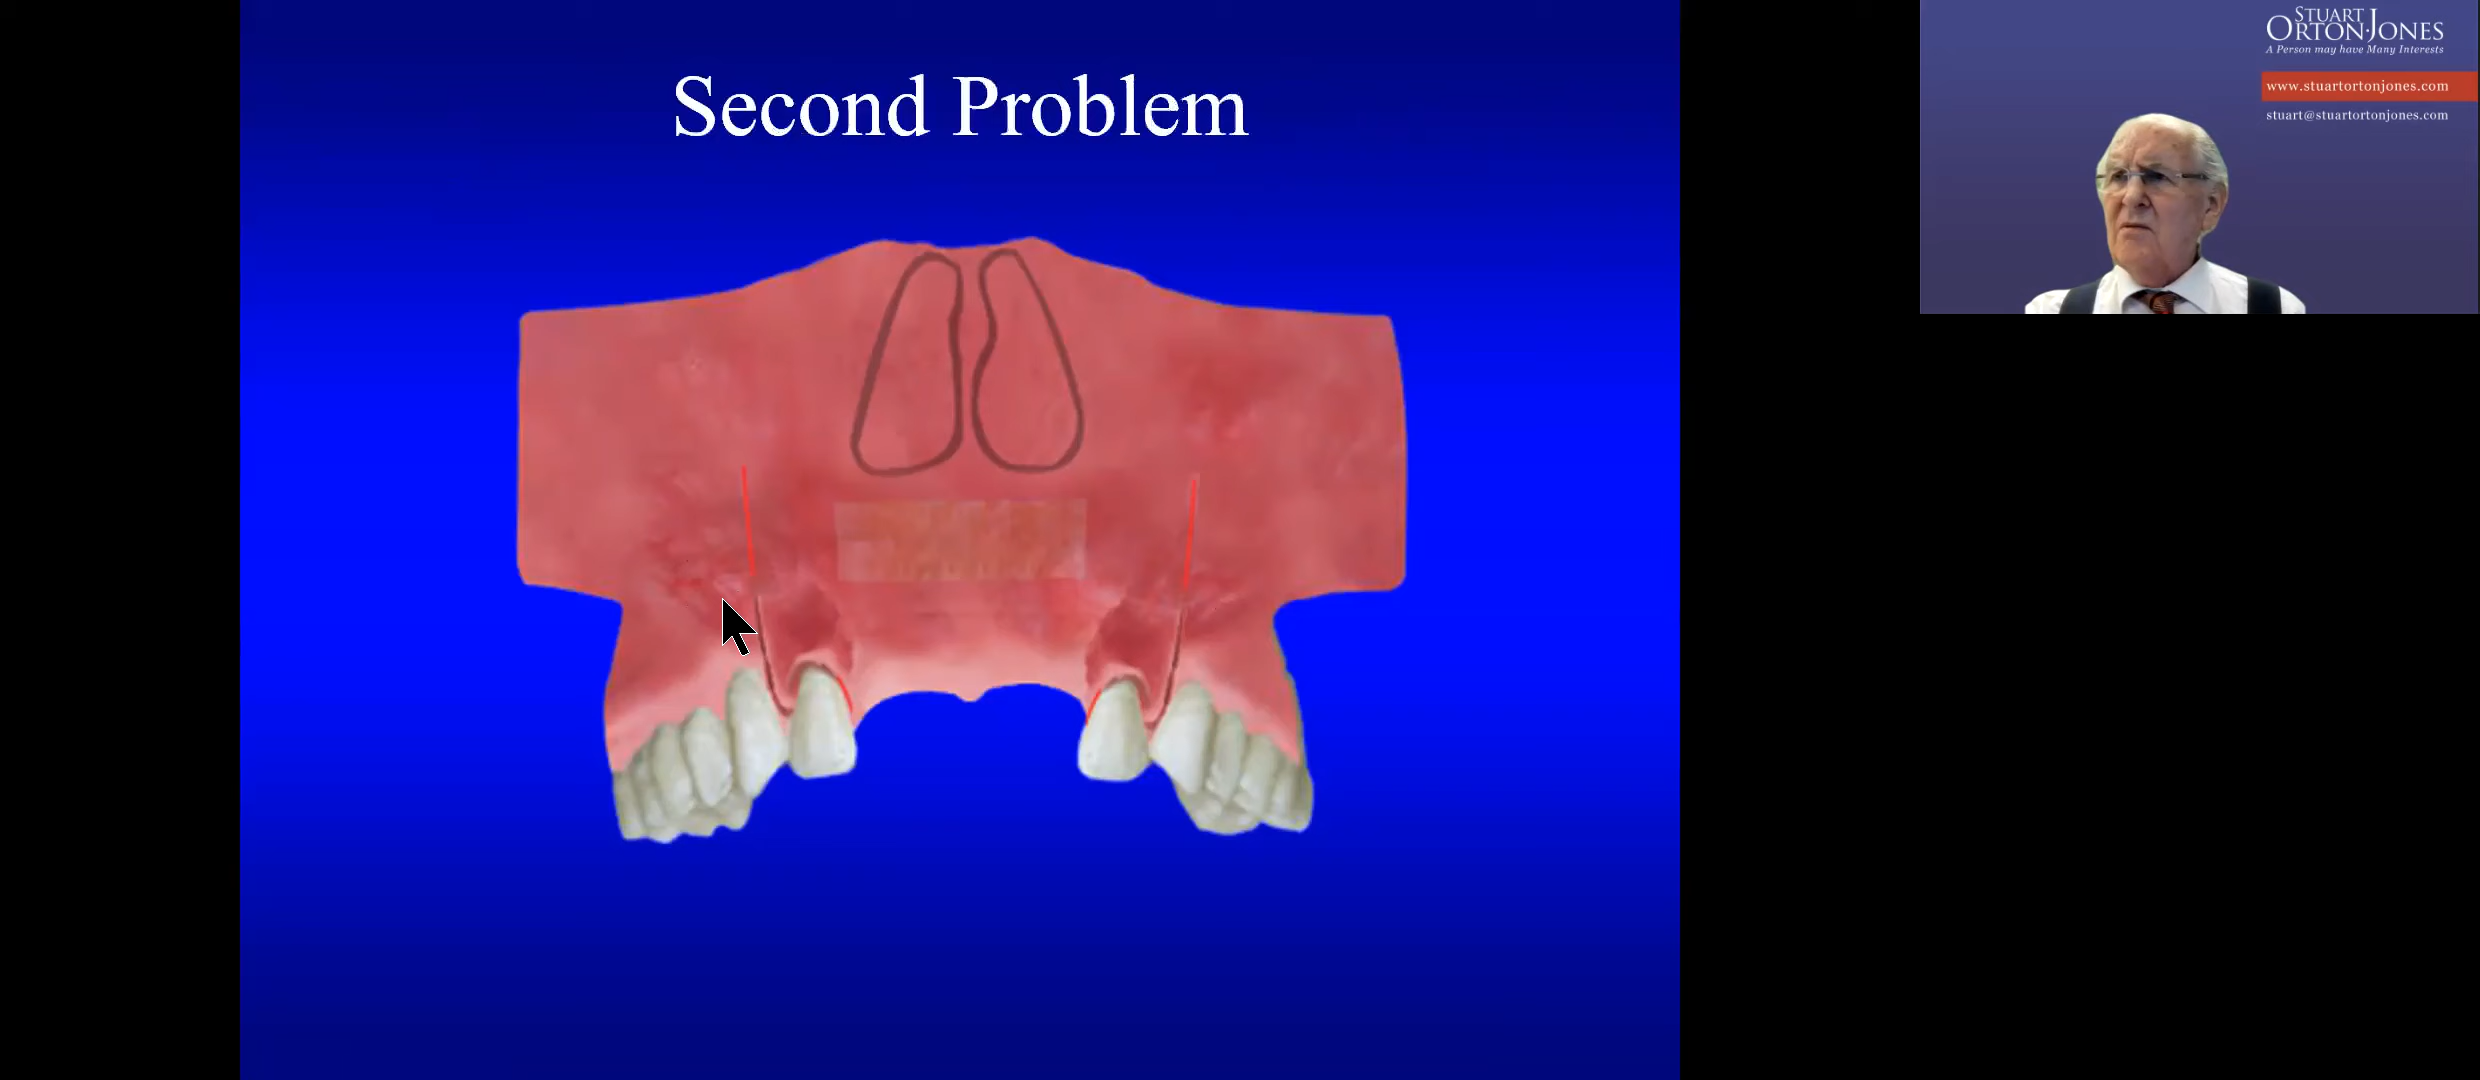 Second Problem
STUART
ORTON-JONES
A Person may have Many Interests
www.stuartortonjones.com
stuart@stuartortonjones.com